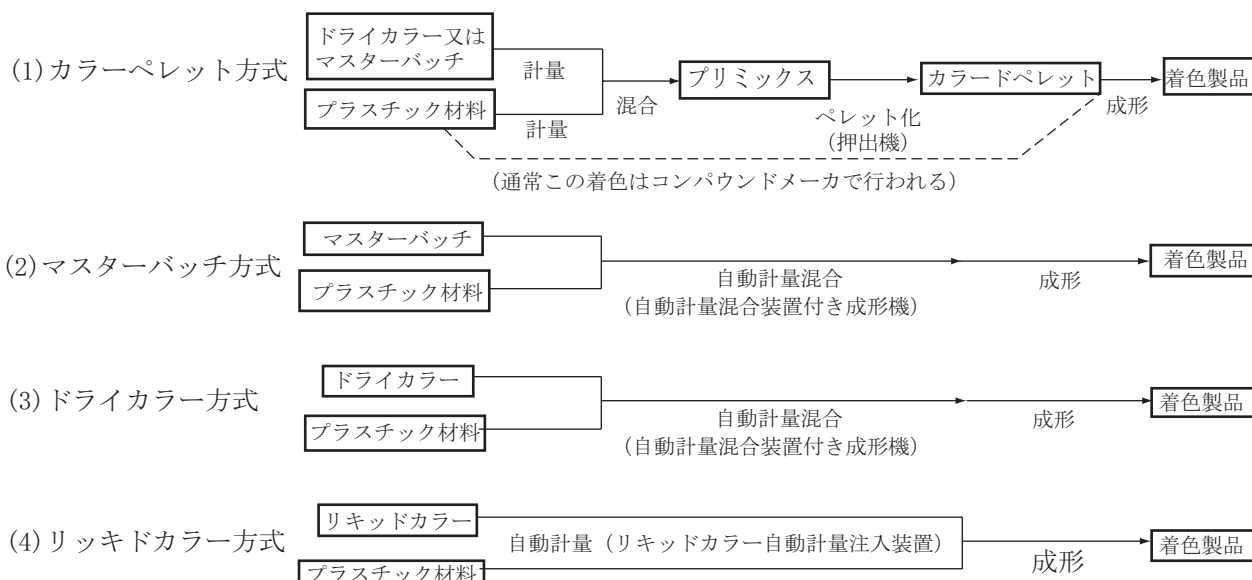 (1)カラーペレット方式
ドライカラー又は
マスターバッチ
プラスチック材料
計量
計量
混合
プリミックス
ペレット化
(押出機)
カラードペレット
成形
着色製品
(通常この着色はコンパウンドメーカで行われる)
(2)マスターバッチ方式
マスターバッチ
プラスチック材料
自動計量混合
(自動計量混合装置付き成形機)
成形
着色製品
(3)ドライカラー方式
ドライカラー
プラスチック材料
自動計量混合
(自動計量混合装置付き成形機)
成形
着色製品
(4)リッキドカラー方式
リキッドカラー
プラスチック材料
自動計量(リキッドカラー自動計量注入装置)
成形
着色製品